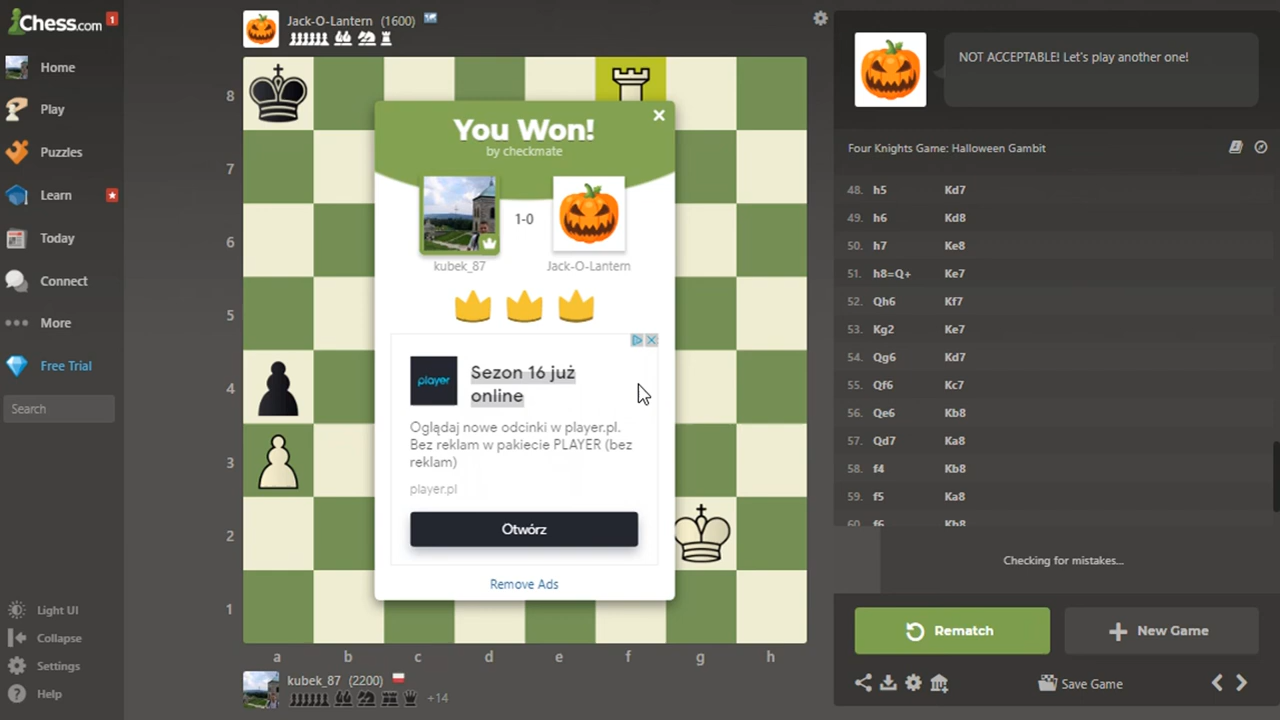 Chess.com
1
Home
Play
Puzzles
Learn
Today
Connect
More
Free Trial
Search
Light UI
Collapse
Settings
Help
Jack-O-Lantern (1600)
8
7
6
5
4
3
2
1
a b c d e f g h
You Won!
by checkmate
1-0
kubek_87
Jack-O-Lantern
player
Sezon 16 już
online
Oglądaj nowe odcinki w player.pl.
Bez reklam w pakiecie PLAYER (bez
reklam)
player.pl
Otwórz
Remove Ads
kubek_87 (2200)
+14
NOT ACCEPTABLE! Let's play another one!
Four Knights Game: Halloween Gambit
48. h5 Kd7
49. h6 Kd8
50. h7 Ke8
51. h8=Q+ Ke7
52. Qh6 Kf7
53. Kg2 Ke7
54. Qg6 Kd7
55. Qf6 Kc7
56. Qe6 Kb8
57. Qd7 Ka8
58. f4 Kb8
59. f5 Ka8
60. f6 Kb8
Checking for mistakes...
Rematch
New Game
Save Game